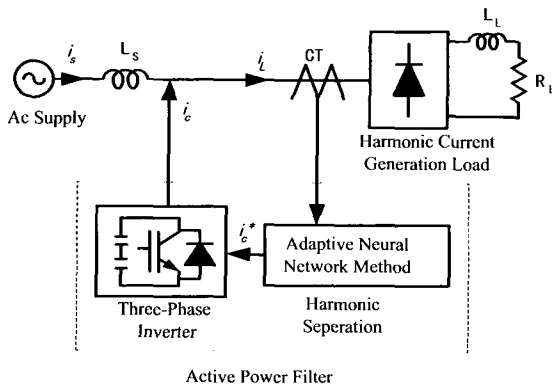 i_s
L_S
i_L
CT
L_L
R_L
Ac Supply
i_c
Harmonic Current
Generation Load
i_c*
Adaptive Neural
Network Method
Three-Phase
Inverter
Harmonic
Seperation
Active Power Filter